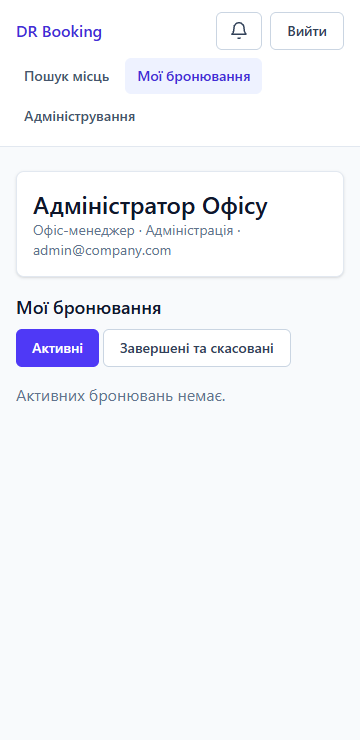 DR Booking
Вийти
Пошук місць
Мої бронювання
Адміністрування
Адміністратор Офісу
Офіс-менеджер · Адміністрація ·
admin@company.com
Мої бронювання
Активні
Завершені та скасовані
Активних бронювань немає.